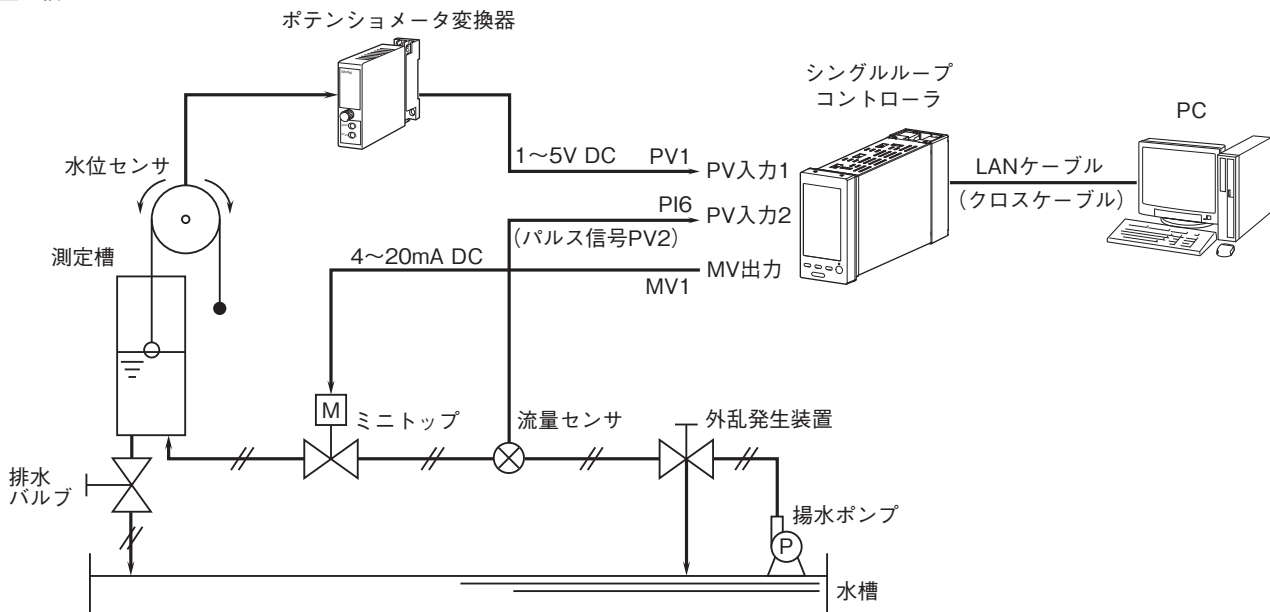 ポテンショメータ変換器
シングルループ
コントローラ
PC
水位センサ
1～5V DC
PV1
PV入力1
LANケーブル
（クロスケーブル）
PI6
PV入力2
（パルス信号PV2）
測定槽
4～20mA DC
MV出力
MV1
M
ミニトップ
流量センサ
外乱発生装置
排水
バルブ
揚水ポンプ
P
水槽